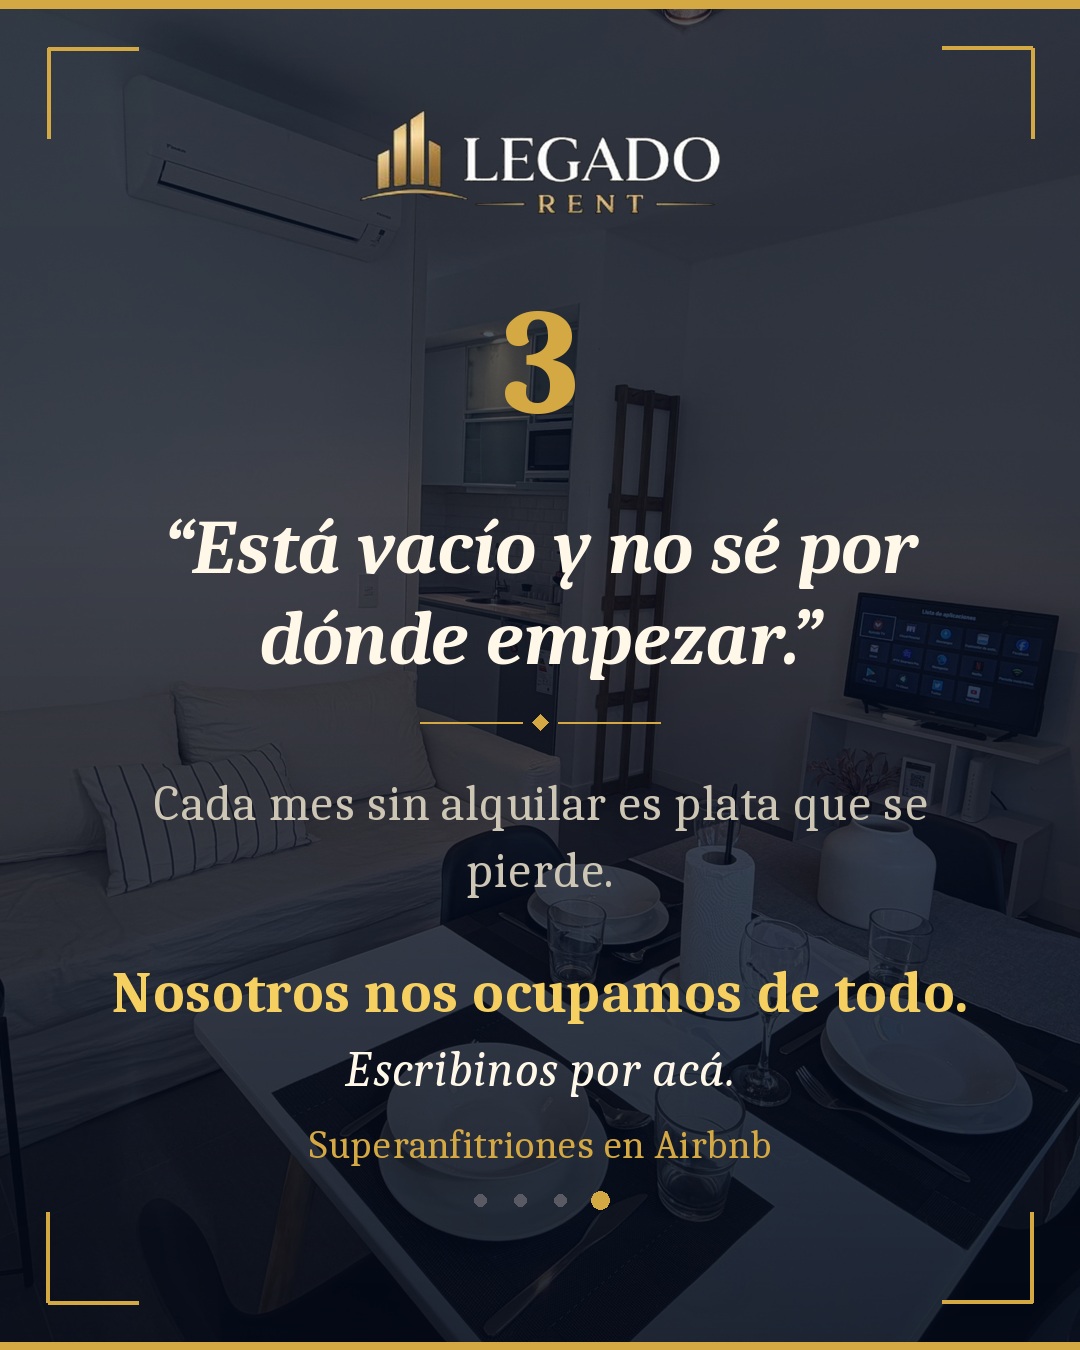 LEGADO
RENT
3
“Está vacío y no sé por
dónde empezar.”
Cada mes sin alquilar es plata que se
pierde.
Nosotros nos ocupamos de todo.
Escribinos por acá.
Superanfitriones en Airbnb